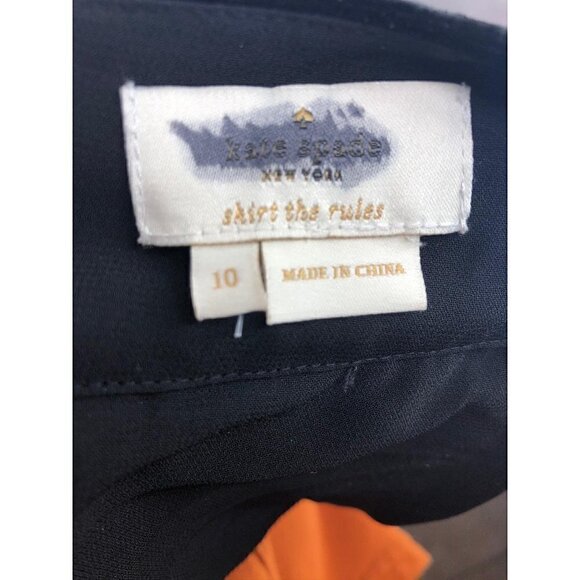 kate spade
NEW YORK
skirt the rules
10
MADE IN CHINA